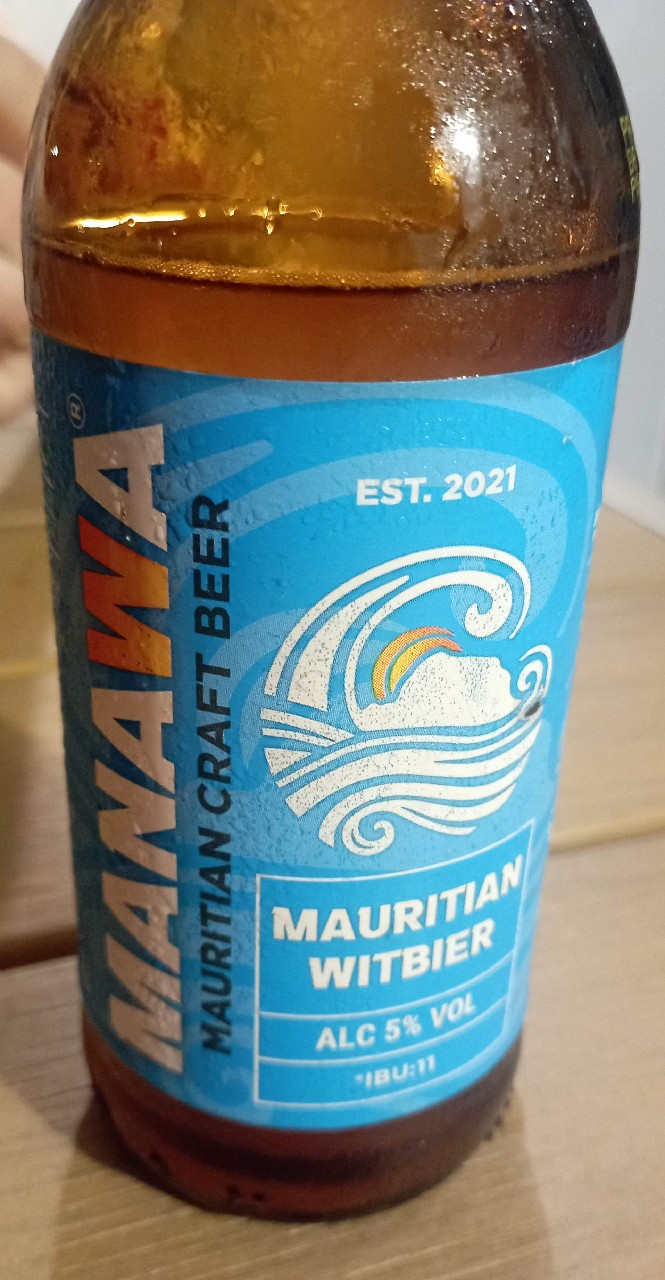 MANAWA®
MAURITIAN CRAFT BEER
EST. 2021
MAURITIAN
WITBIER
ALC 5% VOL
*IBU:11